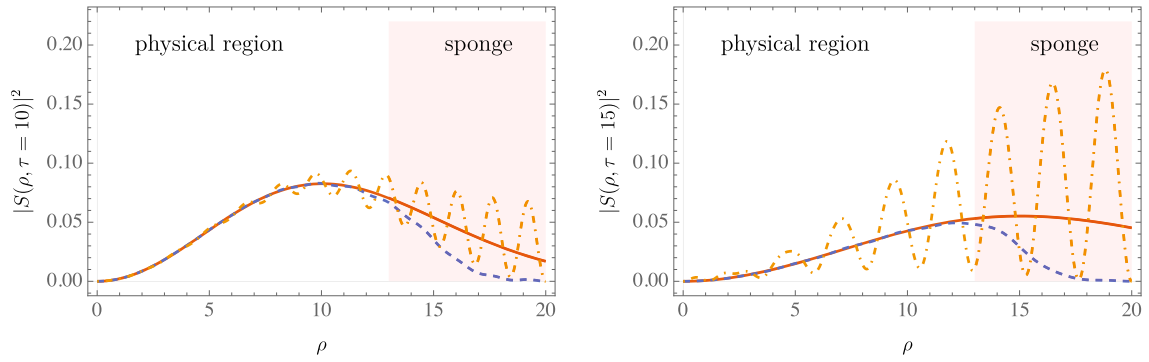 physical region
sponge
0.20
0.15
0.10
0.05
0.00
|S(ρ, τ = 10)|²
0 5 10 15 20
ρ
physical region
sponge
0.20
0.15
0.10
0.05
0.00
|S(ρ, τ = 15)|²
0 5 10 15 20
ρ